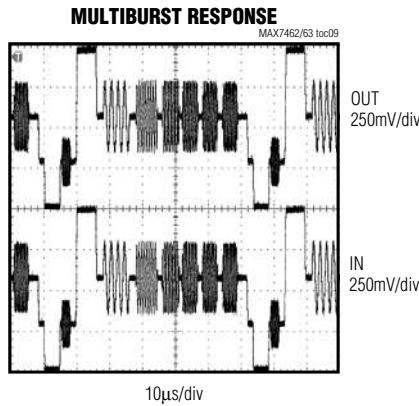 MULTIBURST RESPONSE
MAX7462/63 toc09
T
OUT
250mV/div
IN
250mV/div
10μs/div